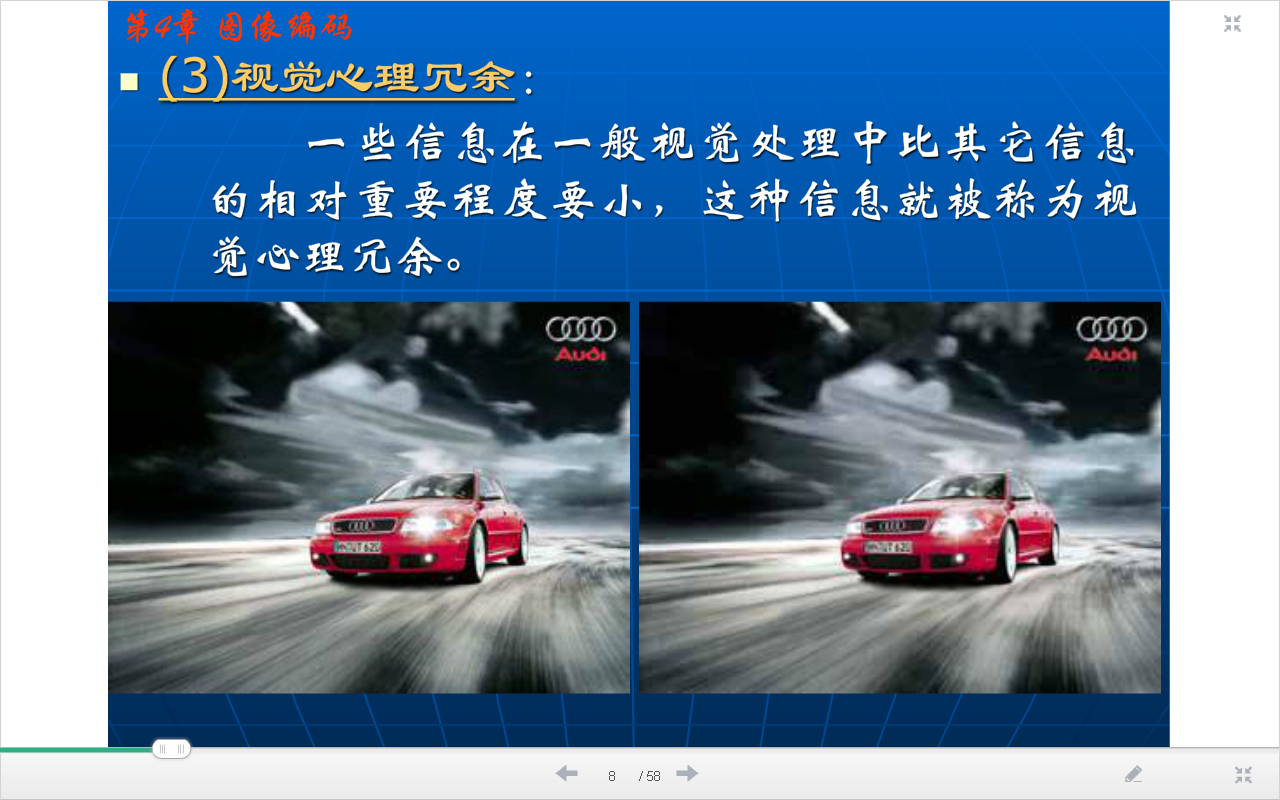 第4章 图像编码
(3)视觉心理冗余：
一些信息在一般视觉处理中比其它信息
的相对重要程度要小，这种信息就被称为视
觉心理冗余。
Audi
Audi
8 / 58